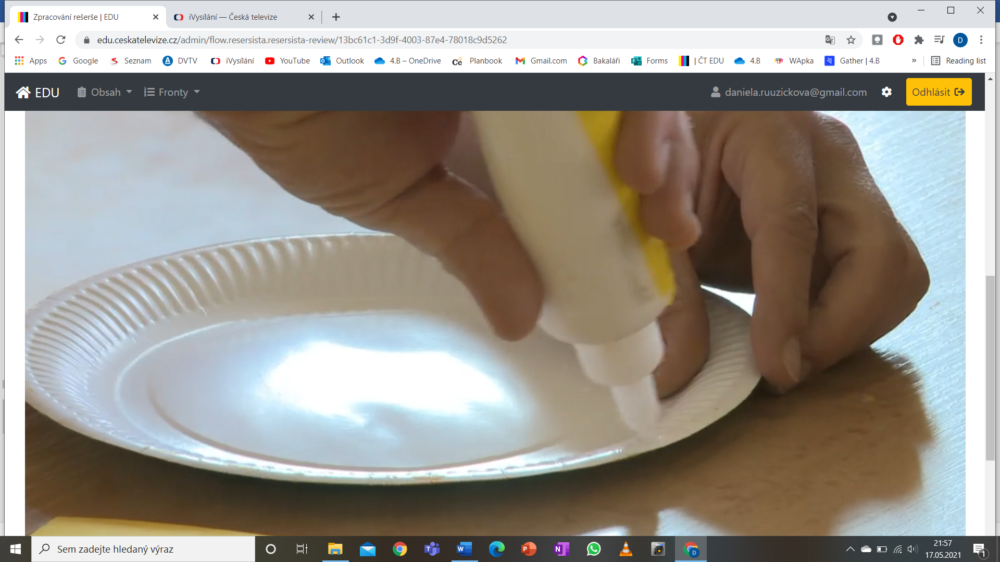 Zpracování rešerše | EDU
iVysílání — Česká televize
edu.ceskatelevize.cz/admin/flow.resersista.resersista-review/13bc61c1-3d9f-4003-87e4-78018c9d5262
D
Apps
Google
Seznam
DVTV
iVysílání
YouTube
Outlook
4.B – OneDrive
Planbook
Gmail.com
Bakaláři
Forms
| ČT EDU
4.B
WApka
Gather | 4.B
»
Reading list
EDU
Obsah
Fronty
daniela.ruuzickova@gmail.com
Odhlásit
Sem zadejte hledaný výraz
21:57
17.05.2021
1